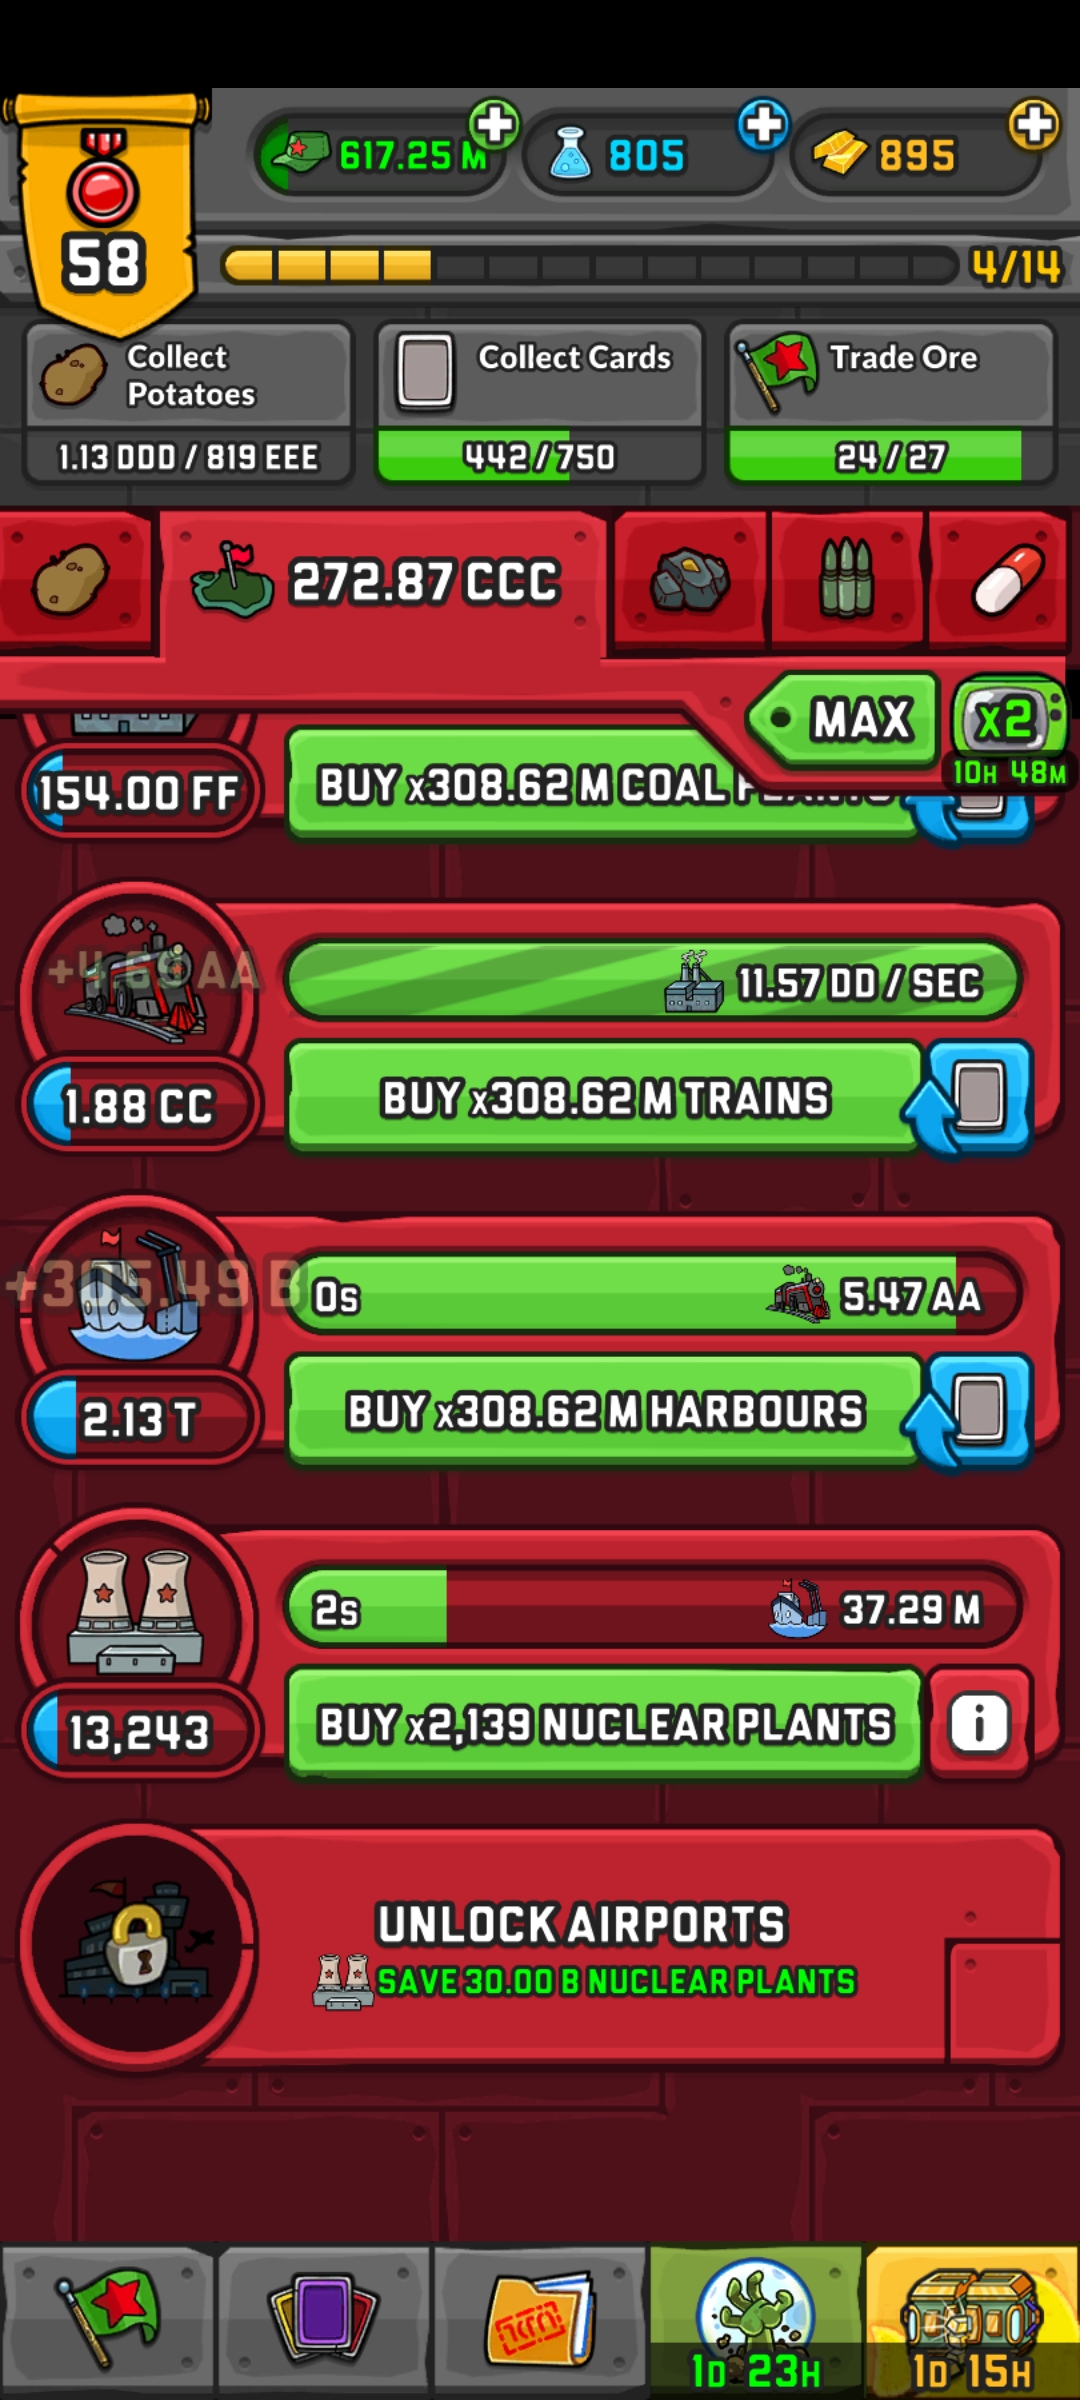 617.25 M
805
895
58
4/14
Collect
Potatoes
1.13 DDD / 819 EEE
Collect Cards
442/750
Trade Ore
24/27
272.87 CCC
MAX
x2
10H 48M
154.00 FF
BUY x308.62 M COAL
+4.69 AA
11.57 DD / SEC
1.88 CC
BUY x308.62 M TRAINS
0s
5.47 AA
2.13 T
BUY x308.62 M HARBOURS
2s
37.29 M
13,243
BUY x2,139 NUCLEAR PLANTS
i
UNLOCK AIRPORTS
SAVE 30.00 B NUCLEAR PLANTS
1D 23H
1D 15H